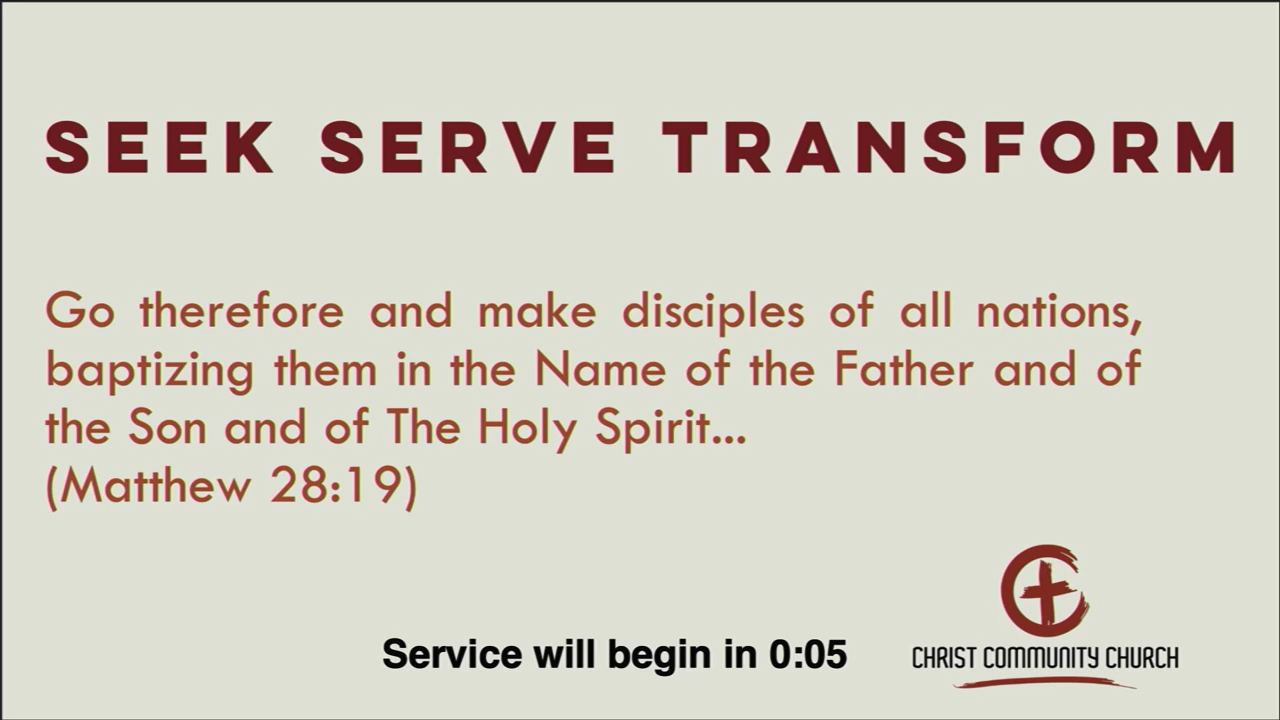 SEEK SERVE TRANSFORM
Go therefore and make disciples of all nations,
baptizing them in the Name of the Father and of
the Son and of The Holy Spirit...
(Matthew 28:19)
Service will begin in 0:05
CHRIST COMMUNITY CHURCH